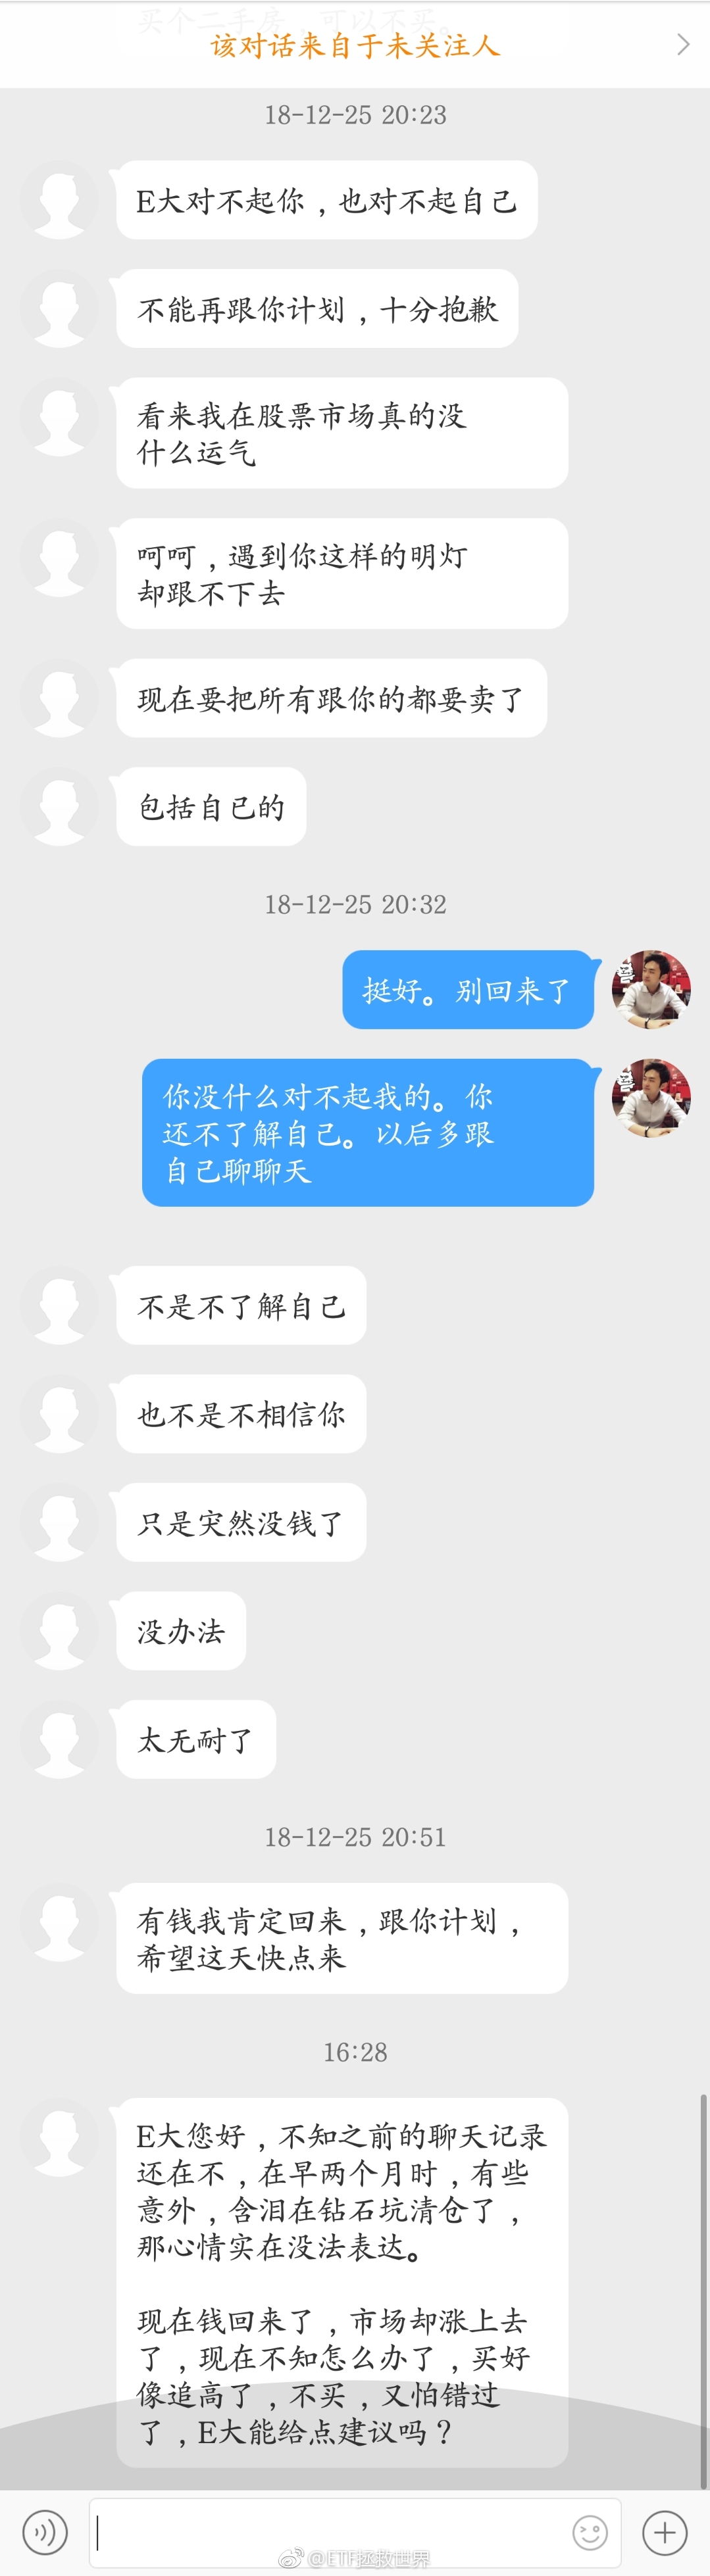 买个二手房，可以不买。
该对话来自于未关注人
18-12-25 20:23
E大对不起你，也对不起自己
不能再跟你计划，十分抱歉
看来我在股票市场真的没
什么运气
呵呵，遇到你这样的明灯
却跟不下去
现在要把所有跟你的都要卖了
包括自己的
18-12-25 20:32
挺好。别回来了
你没什么对不起我的。你
还不了解自己。以后多跟
自己聊聊天
不是不了解自己
也不是不相信你
只是突然没钱了
没办法
太无耐了
18-12-25 20:51
有钱我肯定回来，跟你计划，
希望这天快点来
16:28
E大您好，不知之前的聊天记录
还在不，在早两个月时，有些
意外，含泪在钻石坑清仓了，
那心情实在没法表达。
现在钱回来了，市场却涨上去
了，现在不知怎么办了，买好
像追高了，不买，又怕错过
了，E大能给点建议吗？
@ETF拯救世界